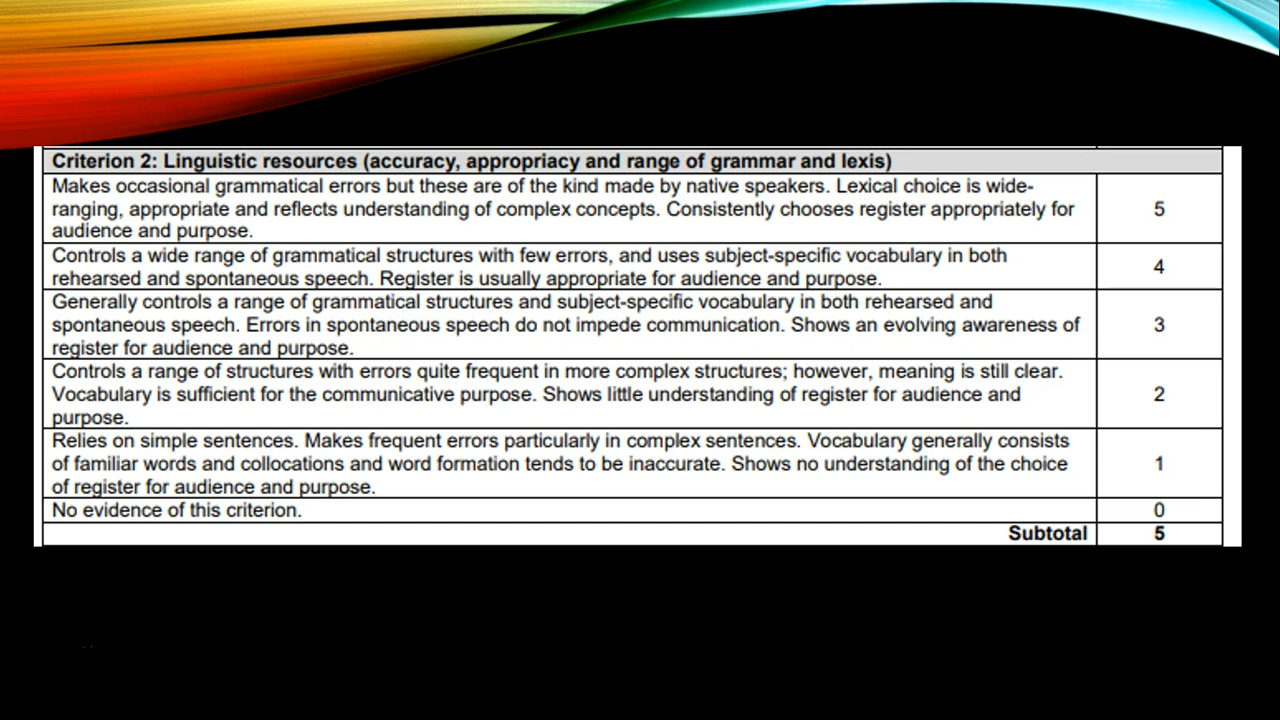 Criterion 2: Linguistic resources (accuracy, appropriacy and range of grammar and lexis)
Makes occasional grammatical errors but these are of the kind made by native speakers. Lexical choice is wide-
ranging, appropriate and reflects understanding of complex concepts. Consistently chooses register appropriately for
audience and purpose.
5
Controls a wide range of grammatical structures with few errors, and uses subject-specific vocabulary in both
rehearsed and spontaneous speech. Register is usually appropriate for audience and purpose.
4
Generally controls a range of grammatical structures and subject-specific vocabulary in both rehearsed and
spontaneous speech. Errors in spontaneous speech do not impede communication. Shows an evolving awareness of
register for audience and purpose.
3
Controls a range of structures with errors quite frequent in more complex structures; however, meaning is still clear.
Vocabulary is sufficient for the communicative purpose. Shows little understanding of register for audience and
purpose.
2
Relies on simple sentences. Makes frequent errors particularly in complex sentences. Vocabulary generally consists
of familiar words and collocations and word formation tends to be inaccurate. Shows no understanding of the choice
of register for audience and purpose.
1
No evidence of this criterion.
0
Subtotal
5